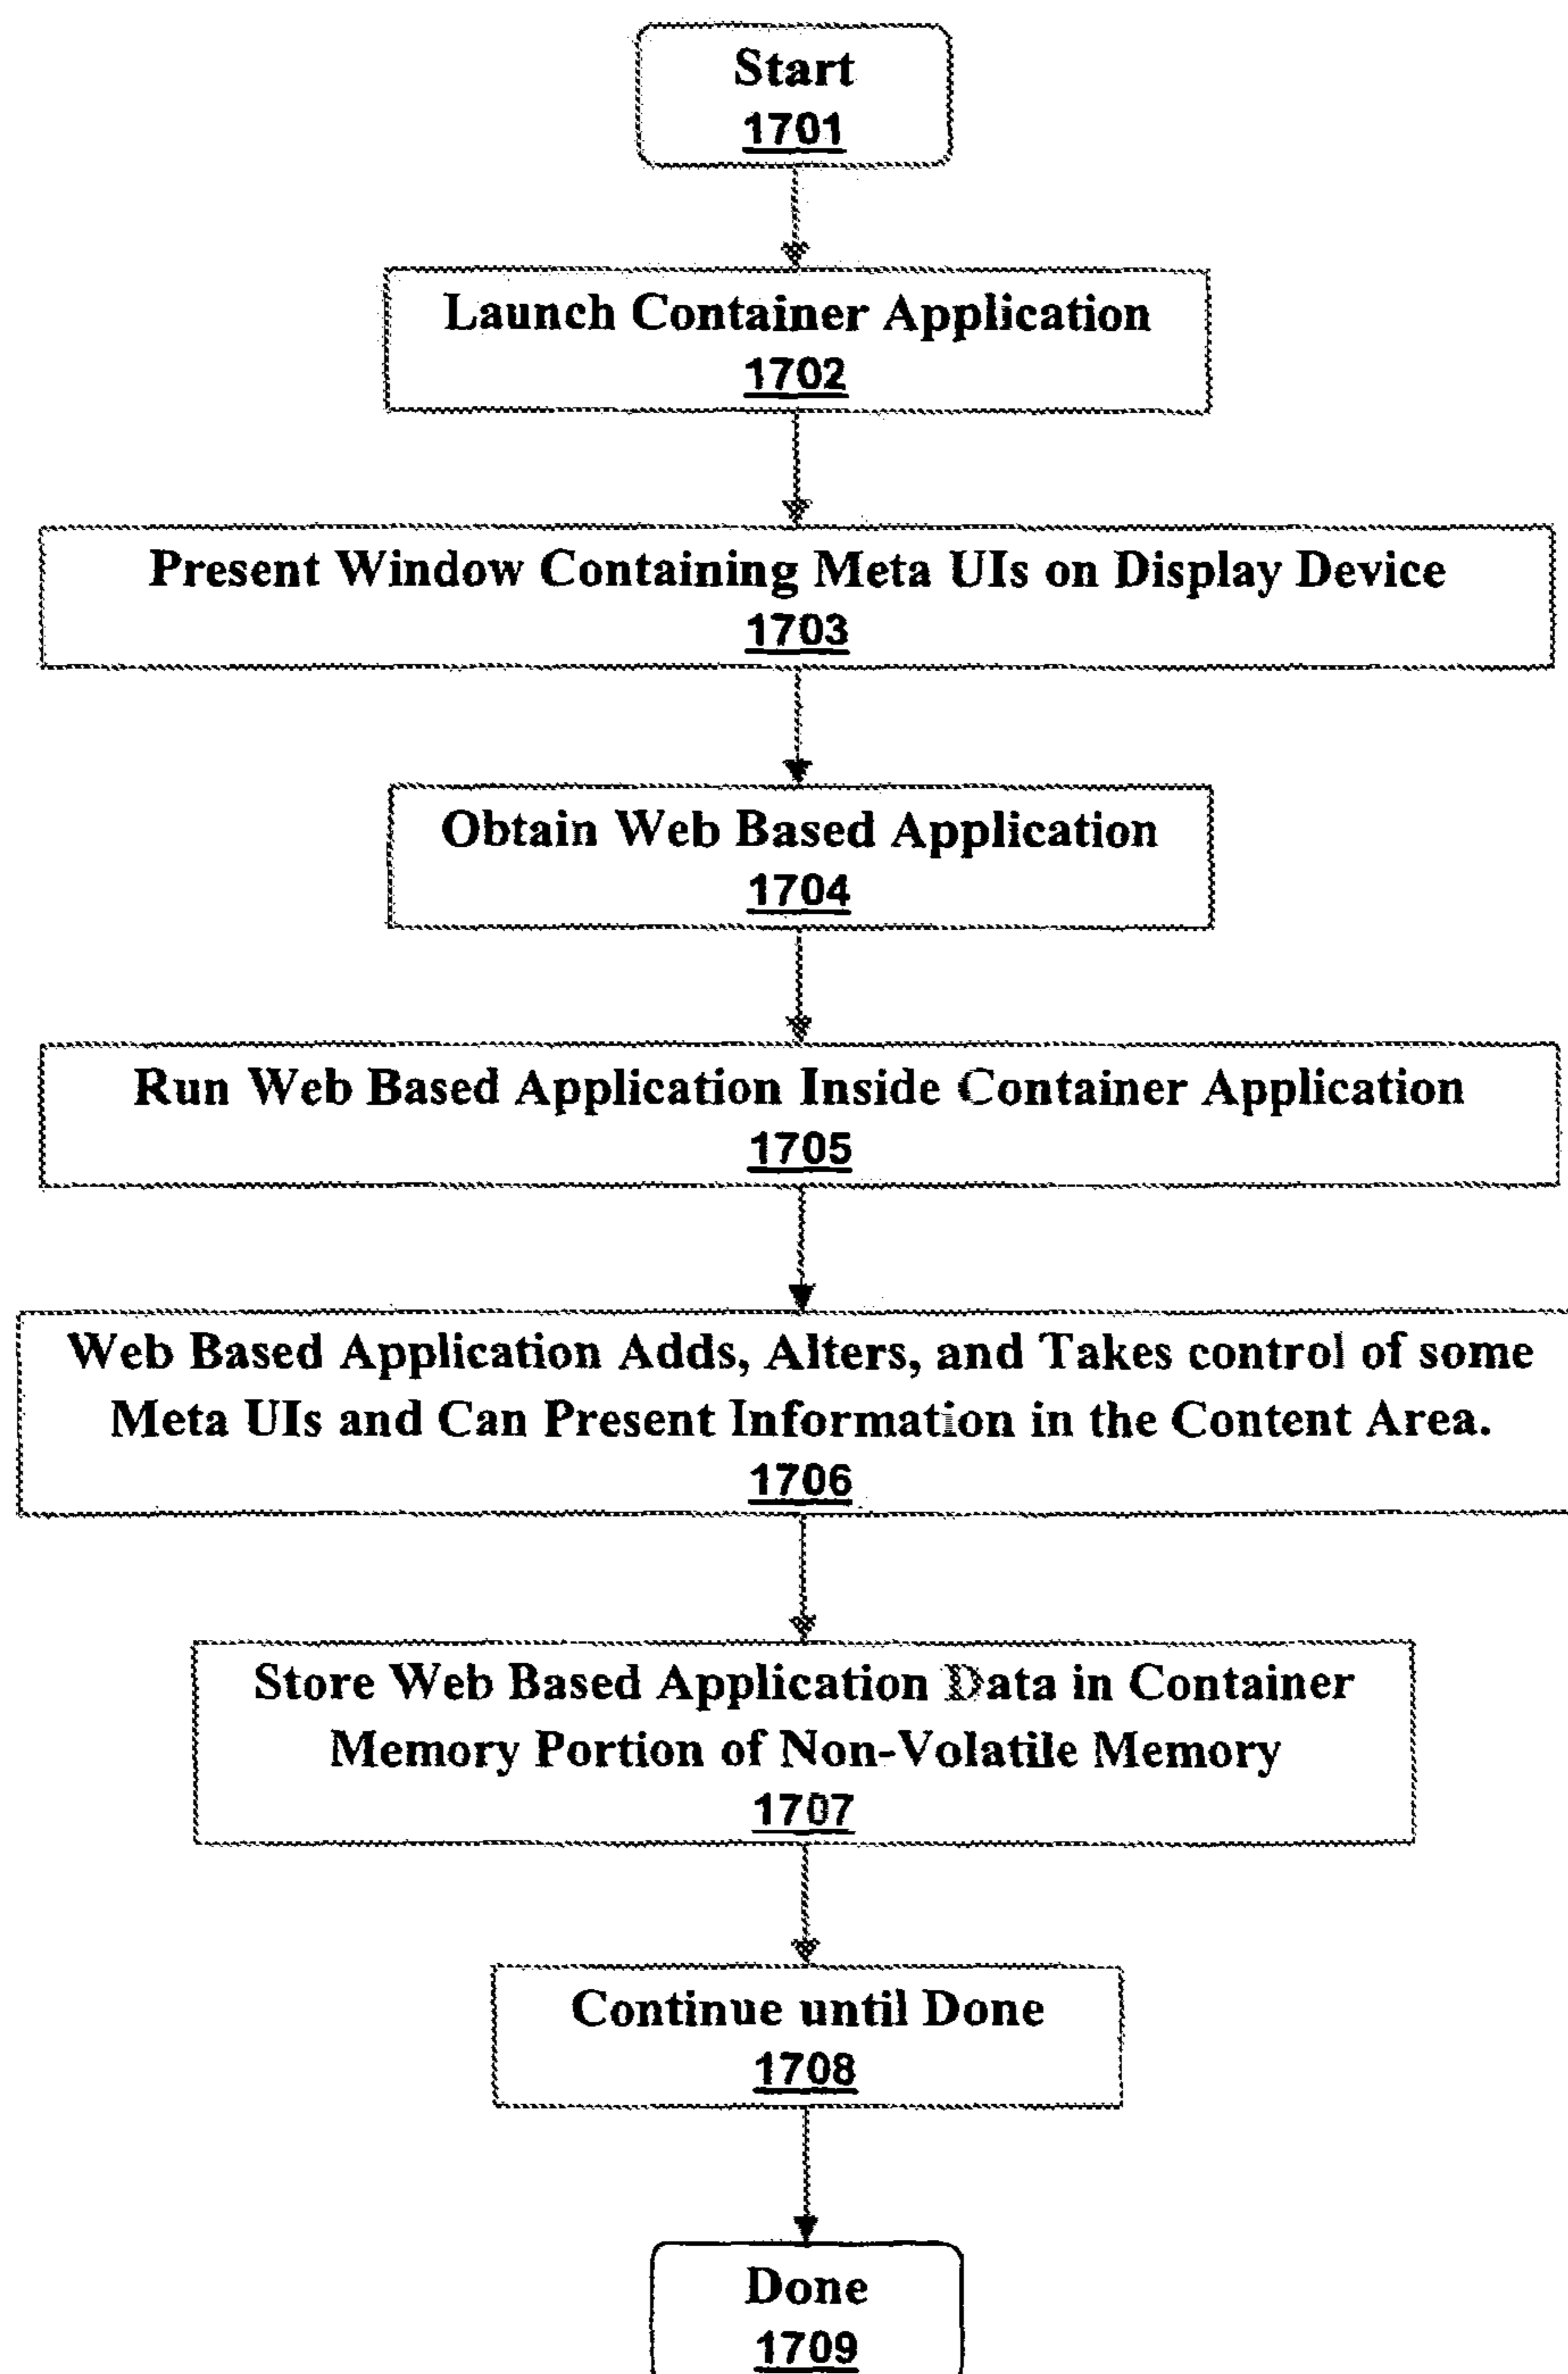 Start
1701
Launch Container Application
1702
Present Window Containing Meta UIs on Display Device
1703
Obtain Web Based Application
1704
Run Web Based Application Inside Container Application
1705
Web Based Application Adds, Alters, and Takes control of some
Meta UIs and Can Present Information in the Content Area.
1706
Store Web Based Application Data in Container
Memory Portion of Non-Volatile Memory
1707
Continue until Done
1708
Done
1709